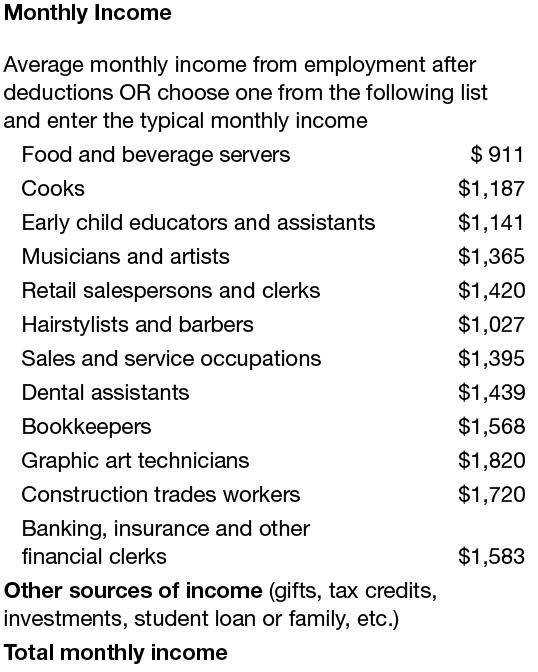 Monthly Income
Average monthly income from employment after
deductions OR choose one from the following list
and enter the typical monthly income
Food and beverage servers $ 911
Cooks $1,187
Early child educators and assistants $1,141
Musicians and artists $1,365
Retail salespersons and clerks $1,420
Hairstylists and barbers $1,027
Sales and service occupations $1,395
Dental assistants $1,439
Bookkeepers $1,568
Graphic art technicians $1,820
Construction trades workers $1,720
Banking, insurance and other
financial clerks $1,583
Other sources of income (gifts, tax credits,
investments, student loan or family, etc.)
Total monthly income